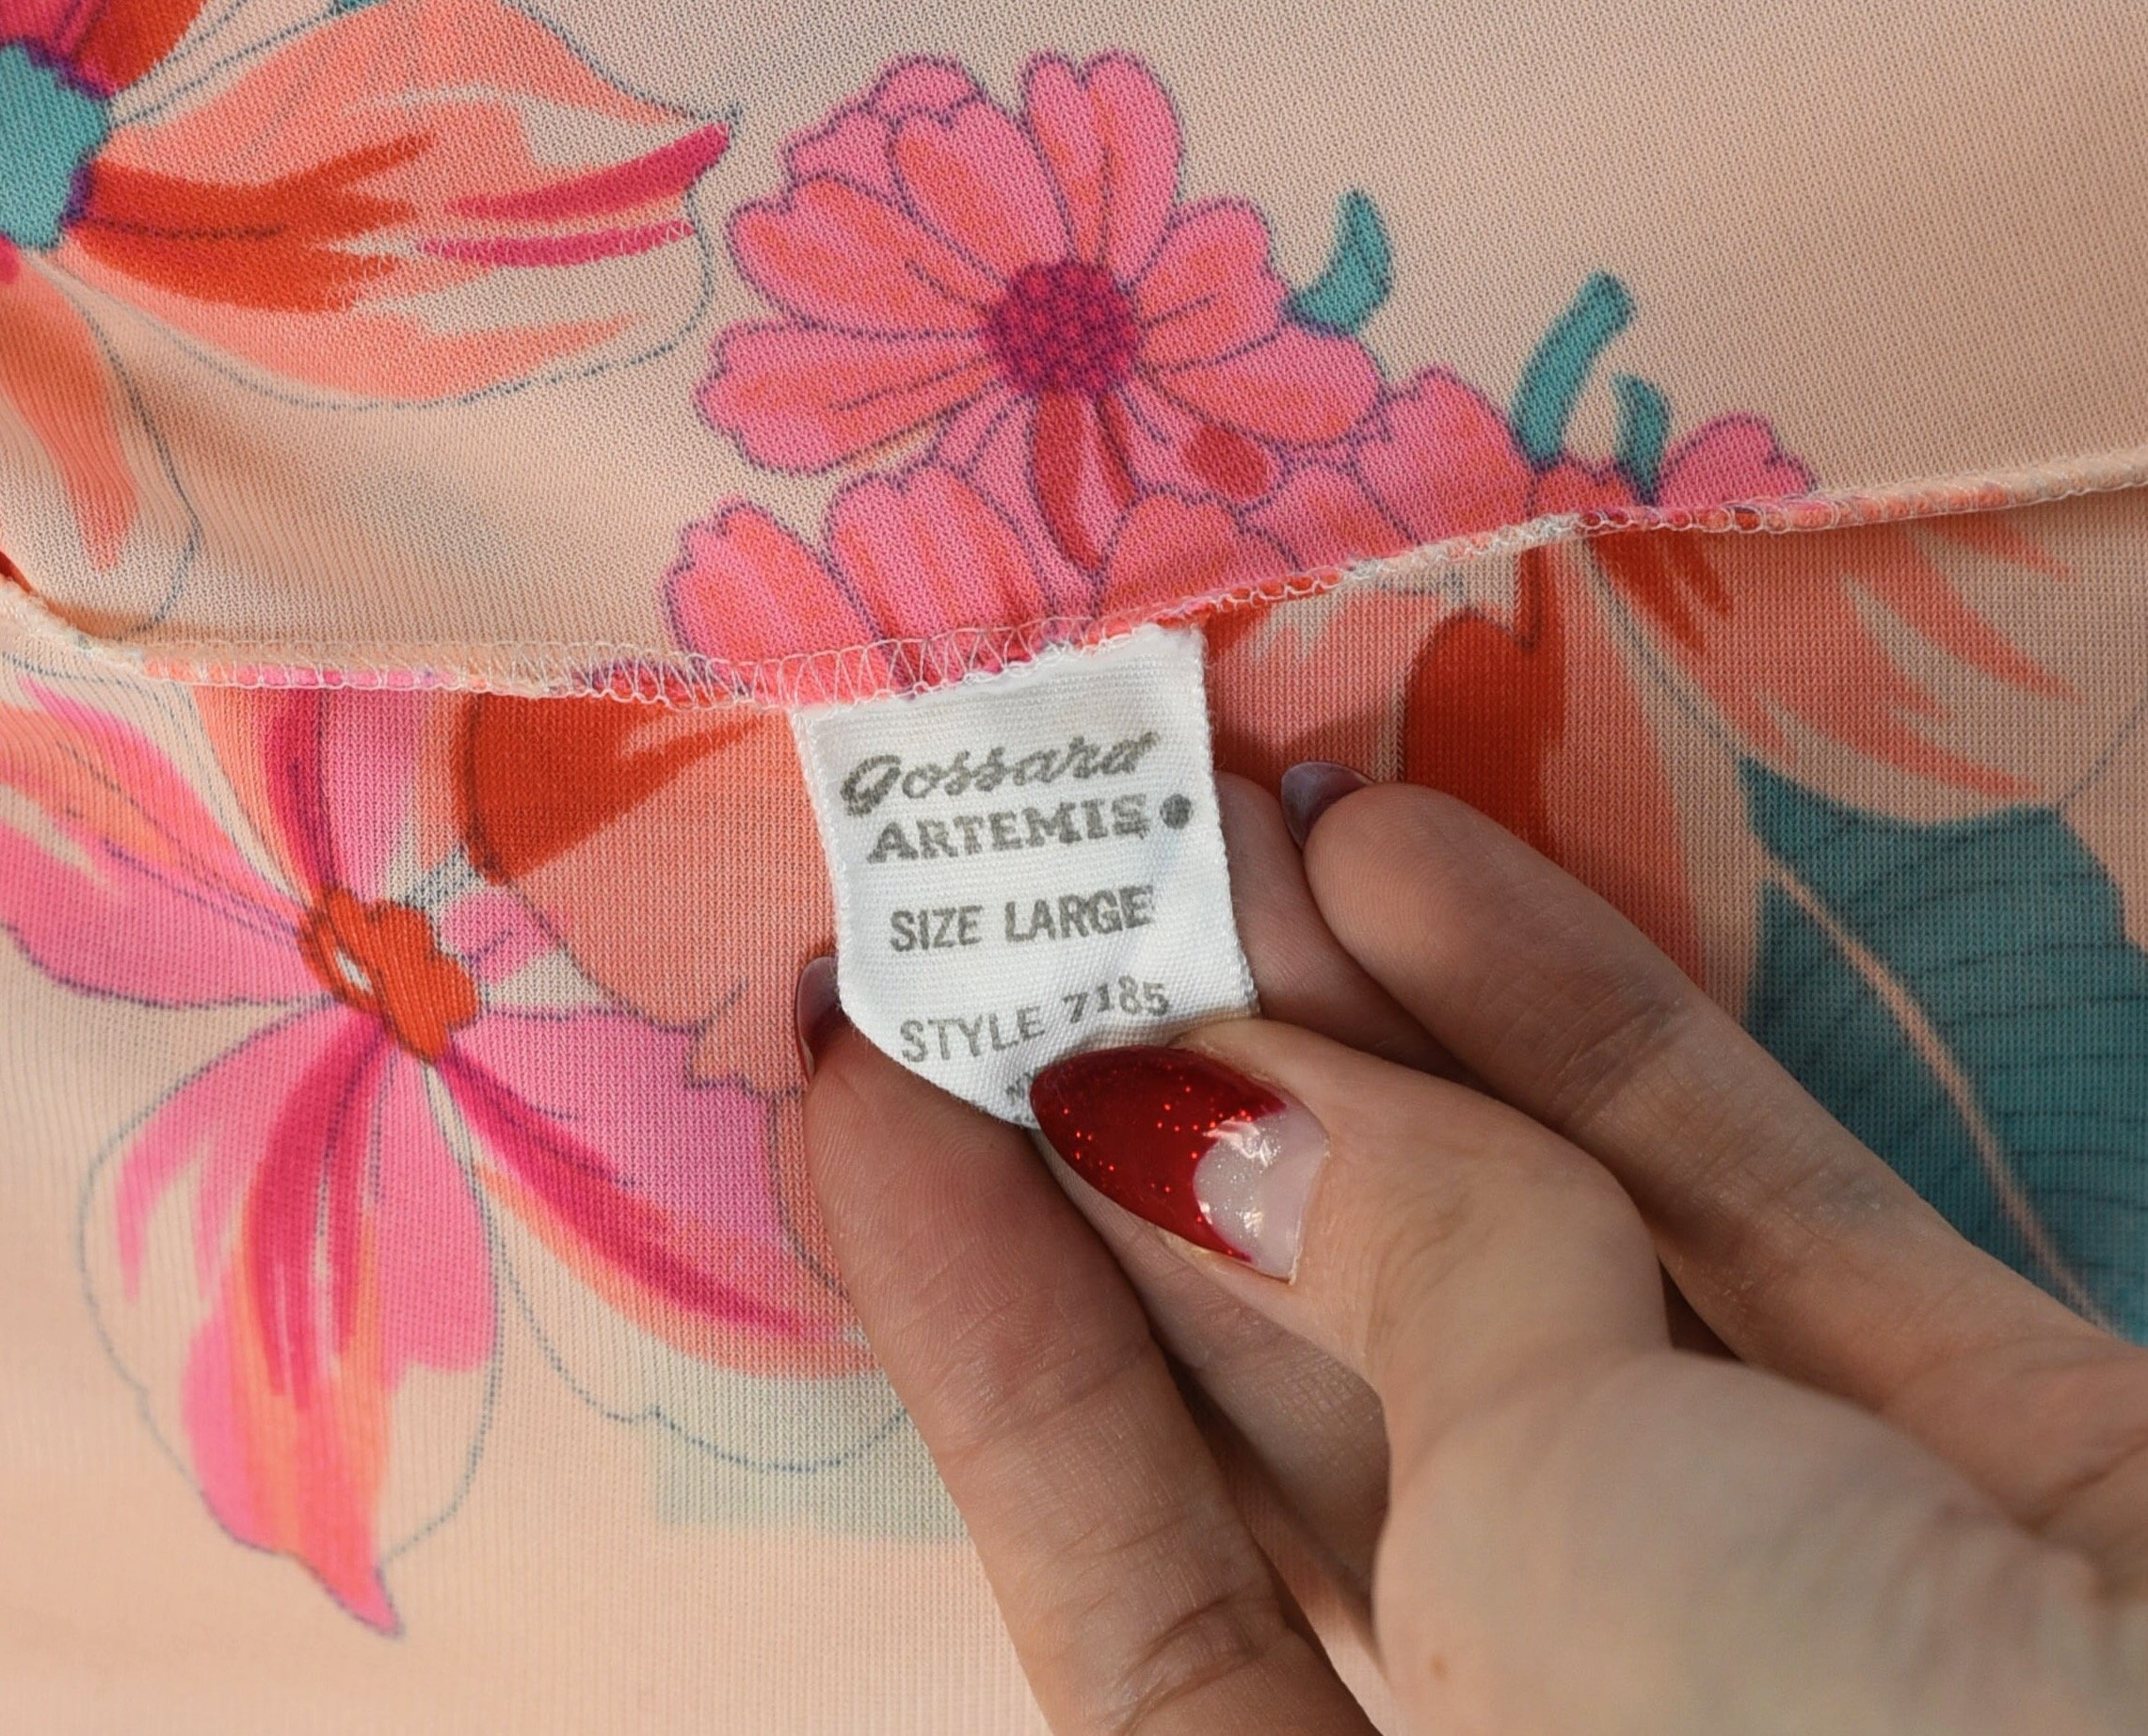 Gossard
ARTEMIS●
SIZE LARGE
STYLE 7185